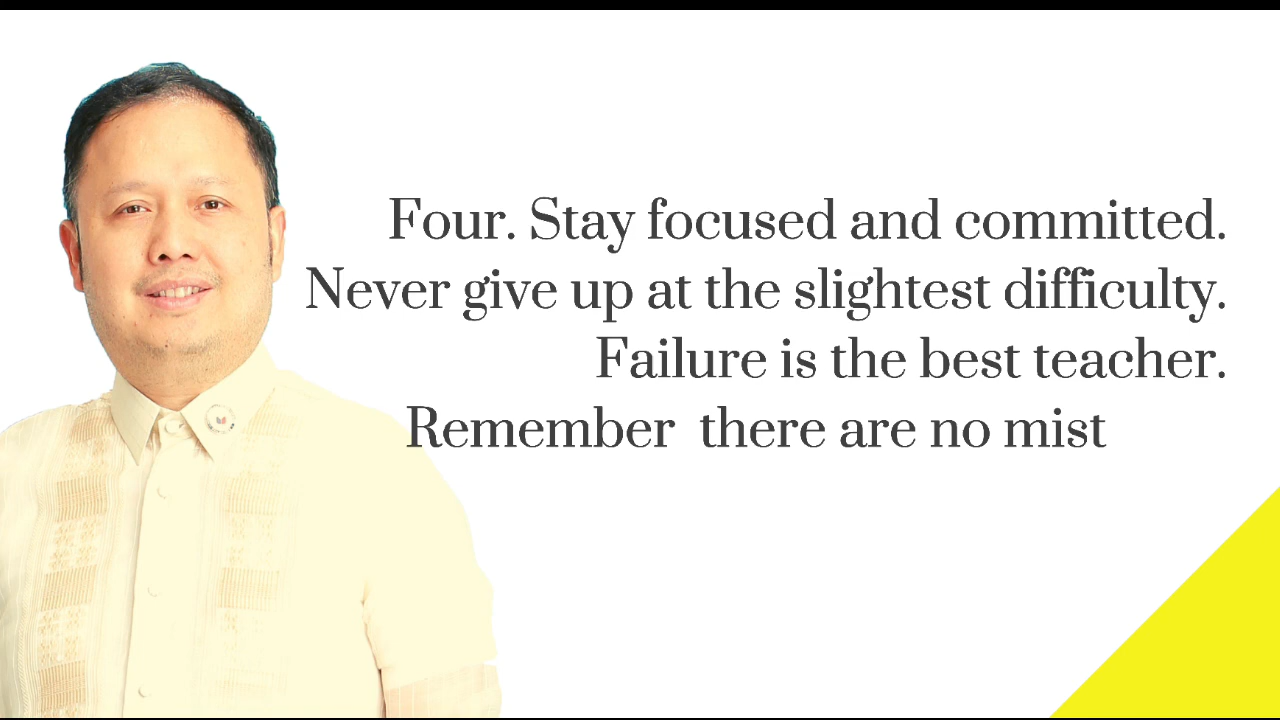 Four. Stay focused and committed.
Never give up at the slightest difficulty.
Failure is the best teacher.
Remember  there are no mist